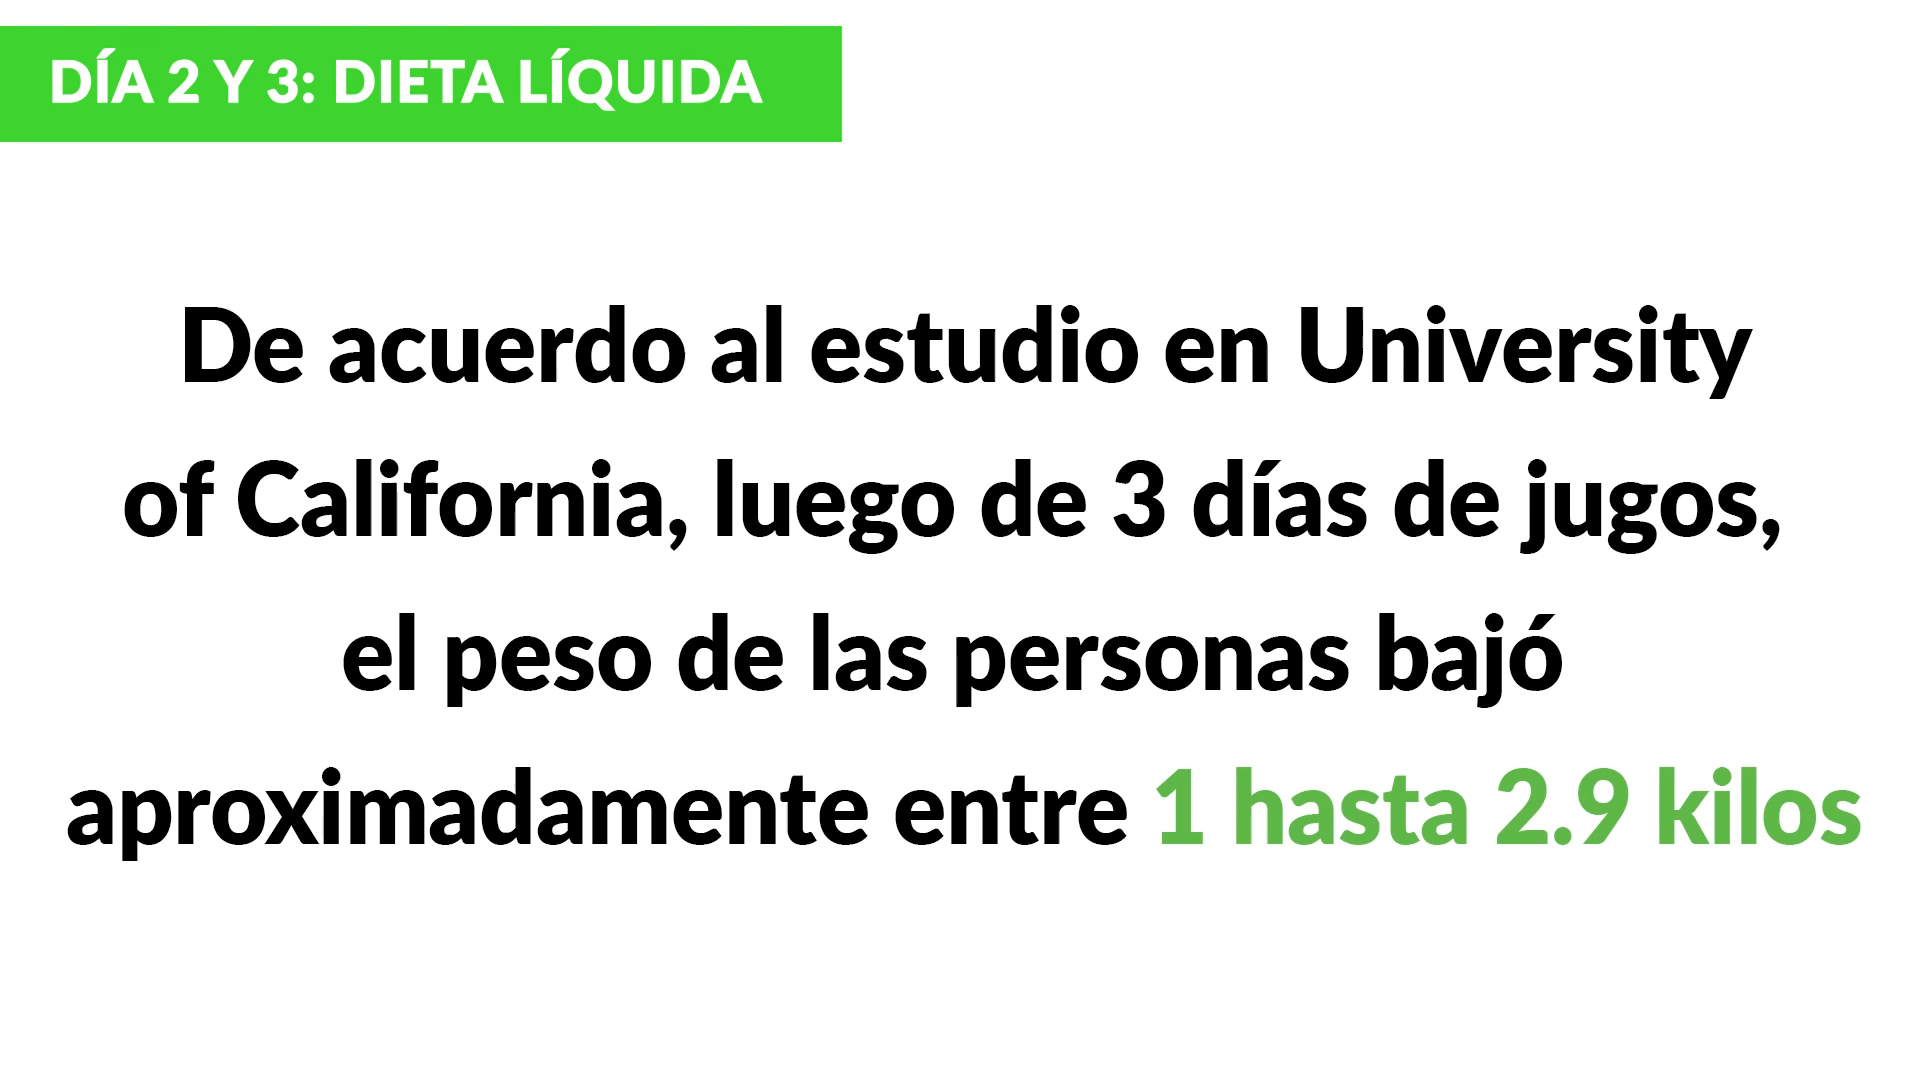 DÍA 2 Y 3: DIETA LÍQUIDA
De acuerdo al estudio en University
of California, luego de 3 días de jugos,
el peso de las personas bajó
aproximadamente entre 1 hasta 2.9 kilos